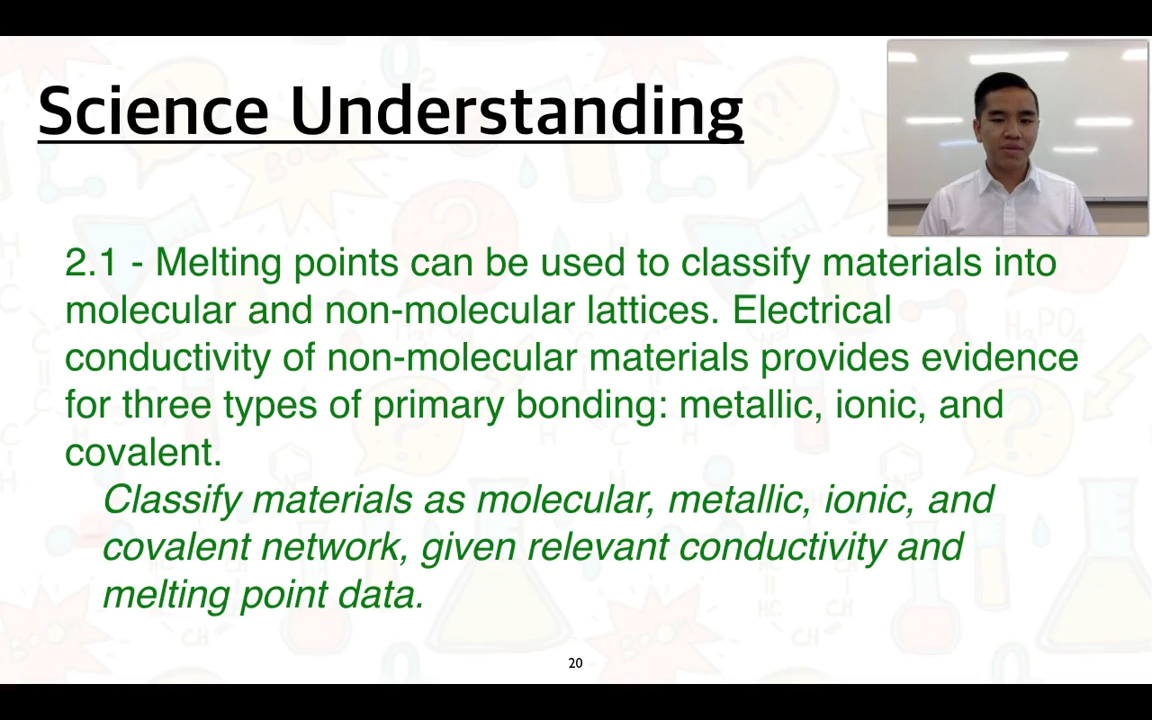 Science Understanding
2.1 - Melting points can be used to classify materials into
molecular and non-molecular lattices. Electrical
conductivity of non-molecular materials provides evidence
for three types of primary bonding: metallic, ionic, and
covalent.
Classify materials as molecular, metallic, ionic, and
covalent network, given relevant conductivity and
melting point data.
20